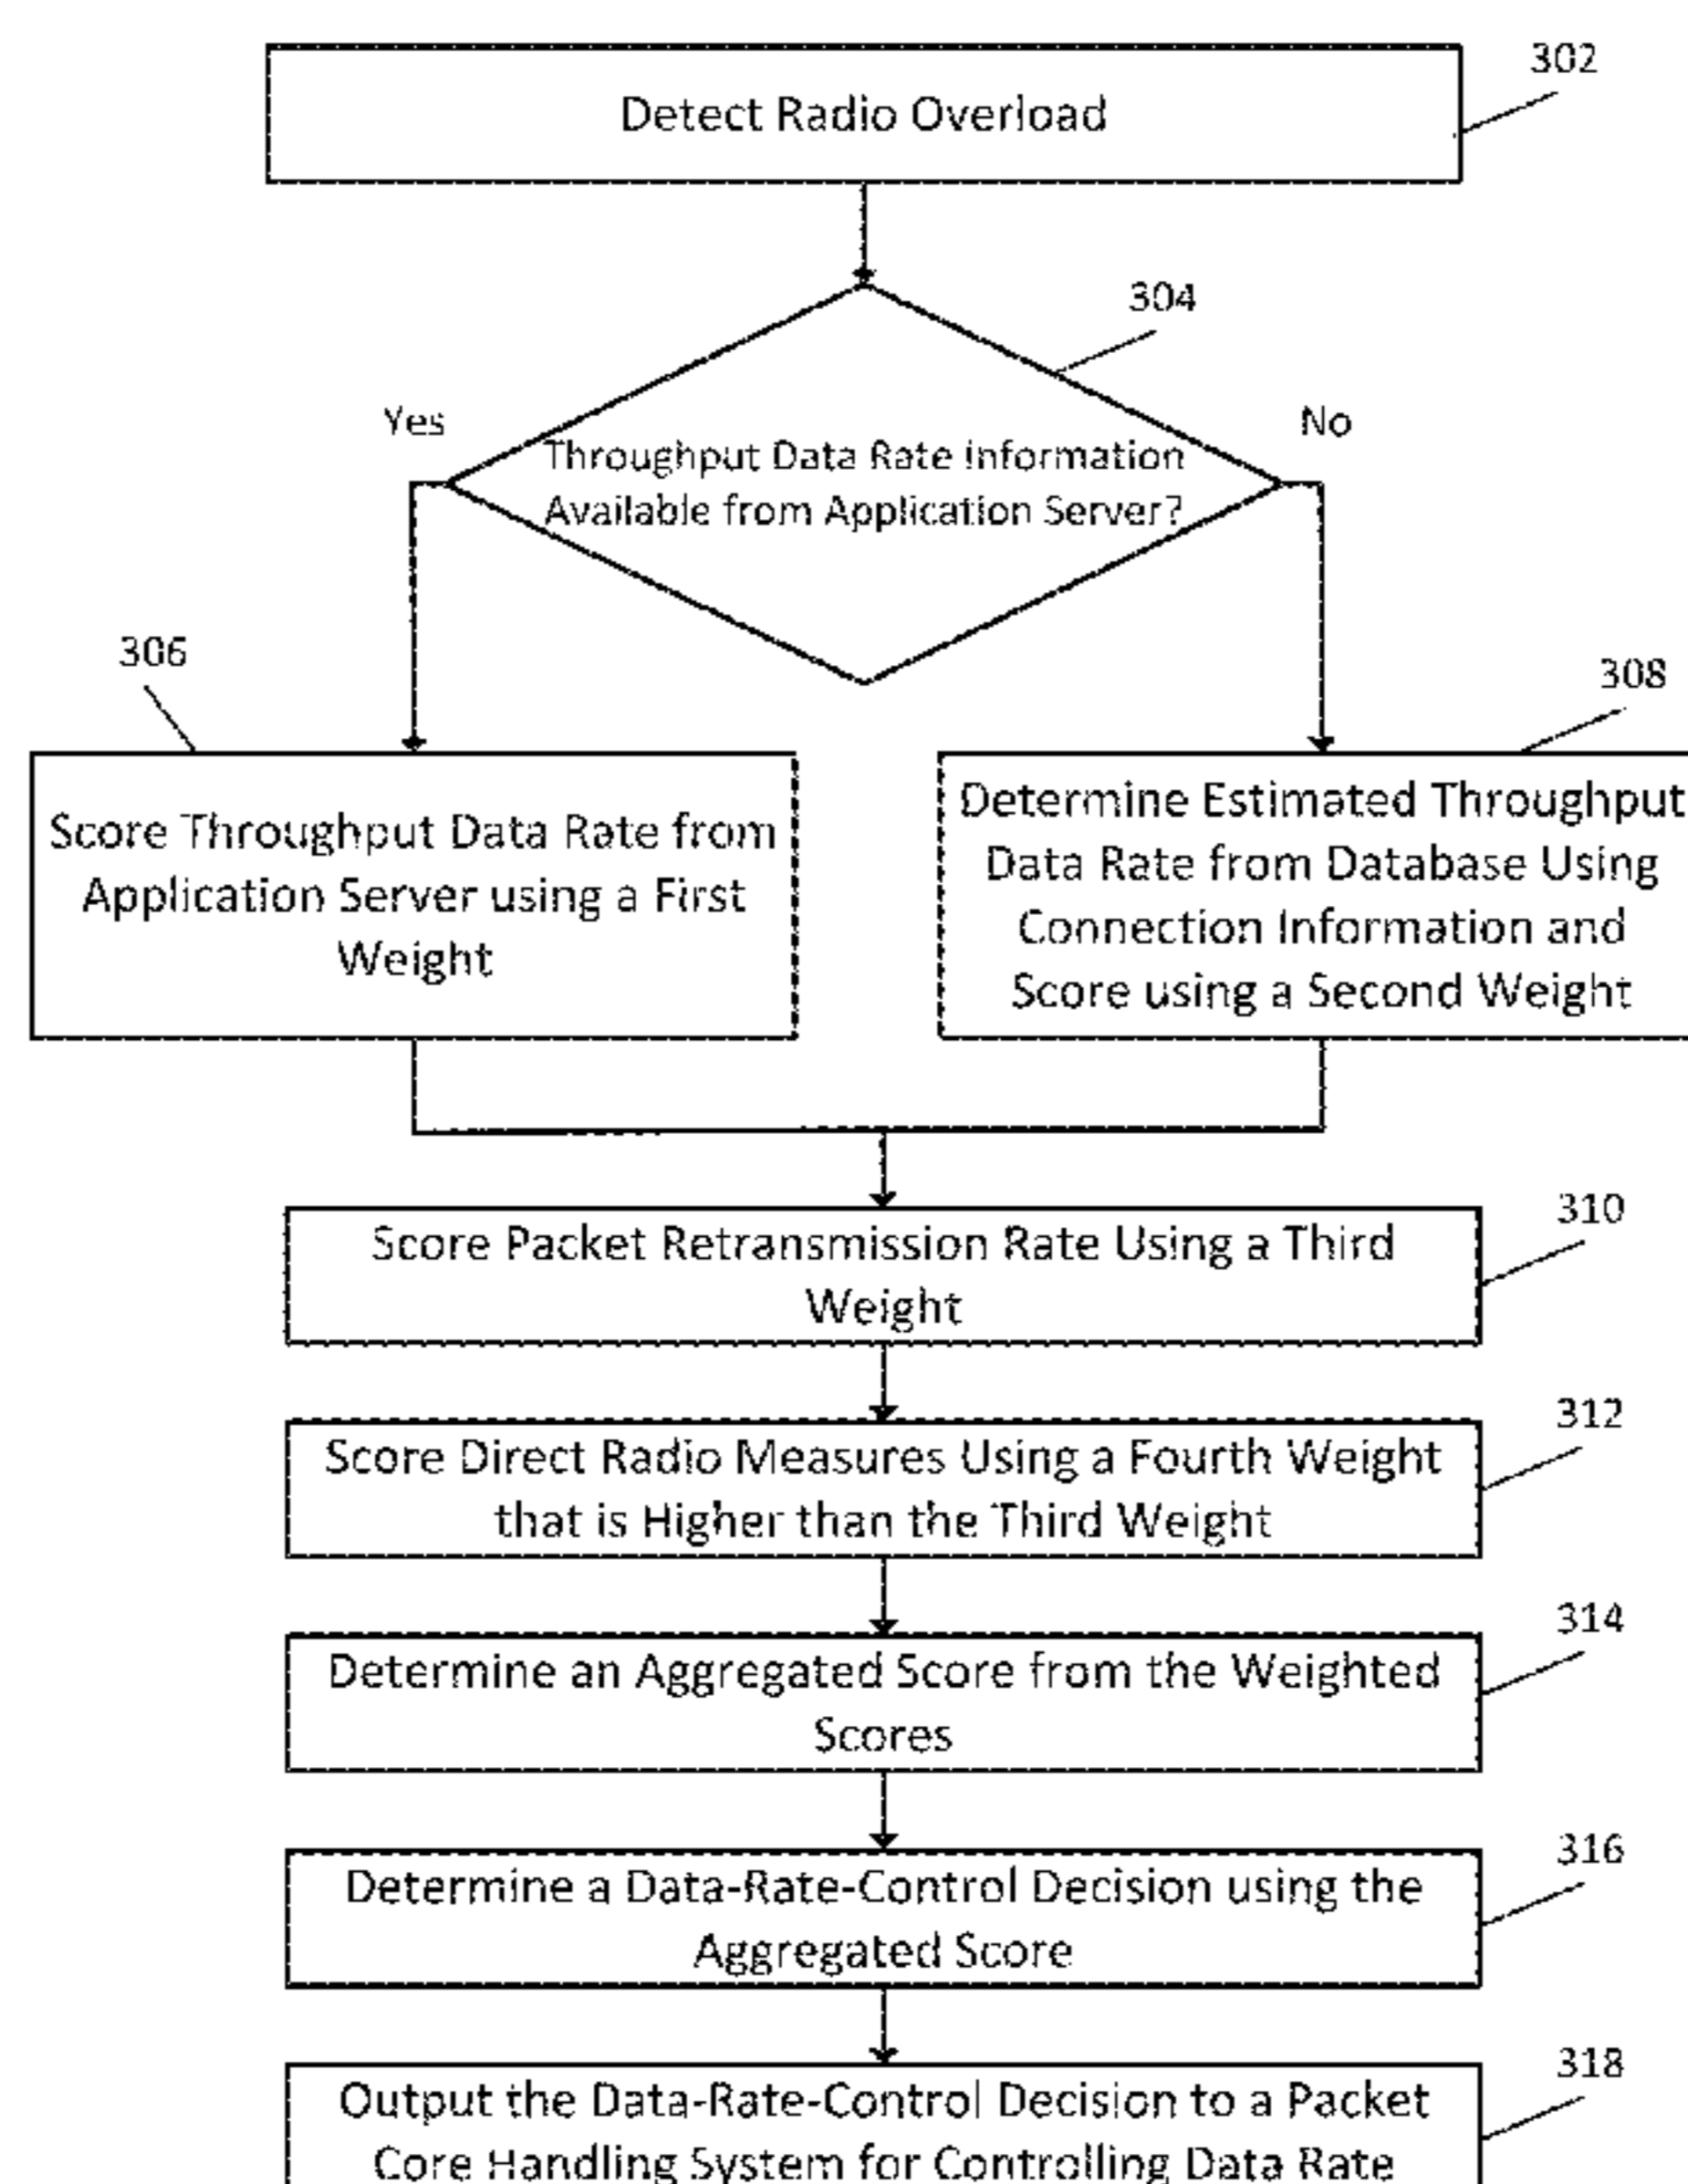 302
Detect Radio Overload
304
Yes
No
Throughput Data Rate Information
Available from Application Server?
306
308
Score Throughput Data Rate from
Application Server using a First
Weight
Determine Estimated Throughput
Data Rate from Database Using
Connection Information and
Score using a Second Weight
310
Score Packet Retransmission Rate Using a Third
Weight
312
Score Direct Radio Measures Using a Fourth Weight
that is Higher than the Third Weight
314
Determine an Aggregated Score from the Weighted
Scores
316
Determine a Data-Rate-Control Decision using the
Aggregated Score
318
Output the Data-Rate-Control Decision to a Packet
Core Handling System for Controlling Data Rate